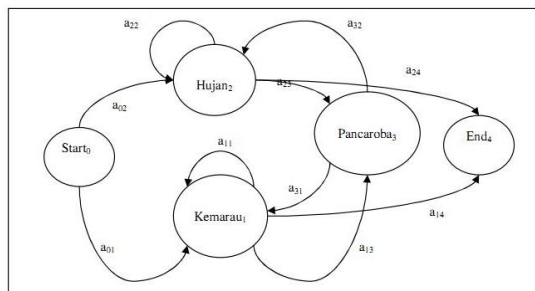 a₂₂
a₃₂
Hujan₂
a₂₄
a₂₃
a₀₂
Start₀
a₁₁
Pancaroba₃
End₄
a₃₁
Kemarau₁
a₁₄
a₀₁
a₁₃